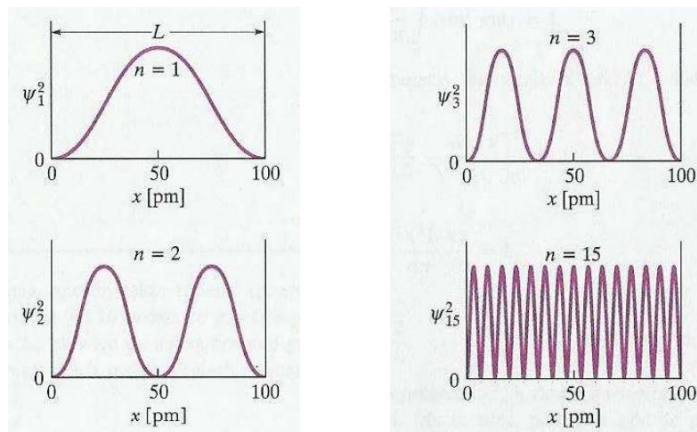 L
n = 1
ψ₁²
0
0 50 100
x [pm]
n = 3
ψ₃²
0
0 50 100
x [pm]
n = 2
ψ₂²
0
0 50 100
x [pm]
n = 15
ψ₁₅²
0
0 50 100
x [pm]